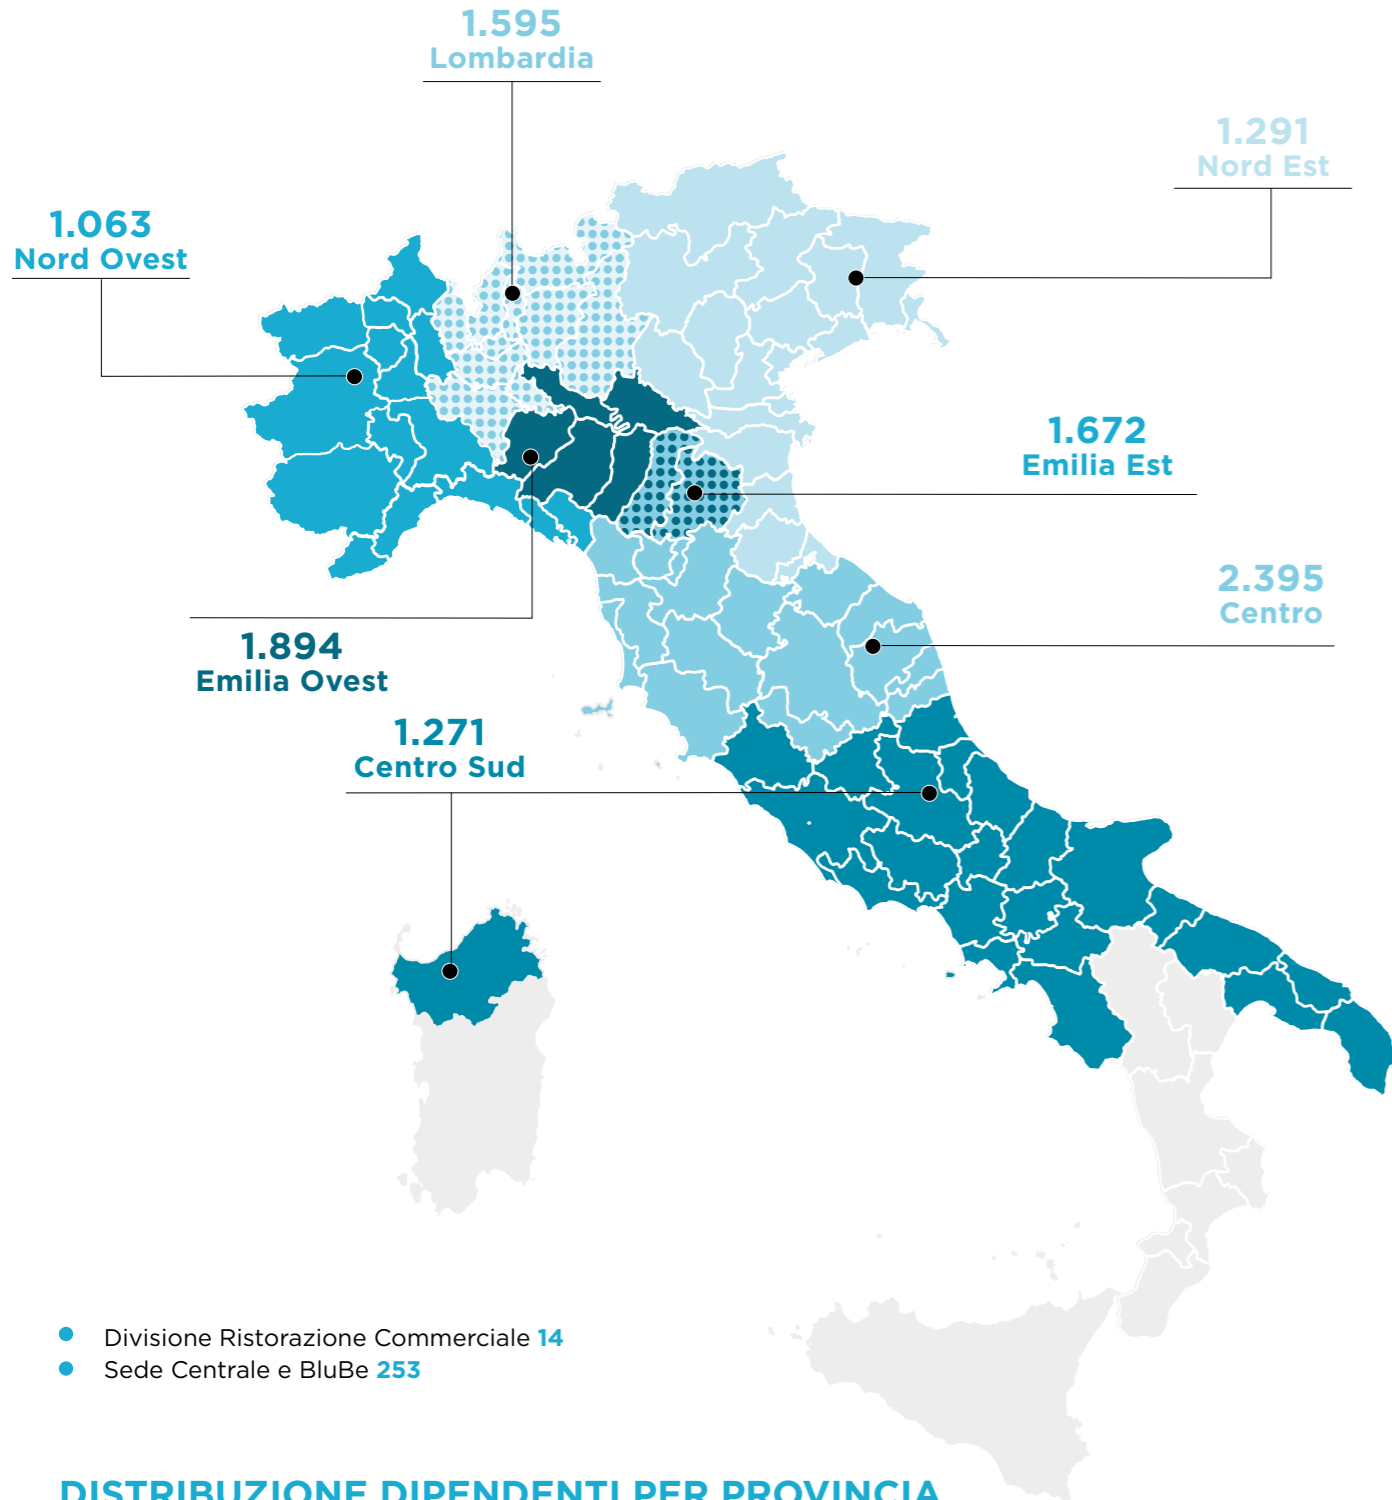 1.595
Lombardia
1.291
Nord Est
1.063
Nord Ovest
1.672
Emilia Est
2.395
Centro
1.894
Emilia Ovest
1.271
Centro Sud
Divisione Ristorazione Commerciale 14
Sede Centrale e BluBe 253
DISTRIBUZIONE DIPENDENTI PER PROVINCIA